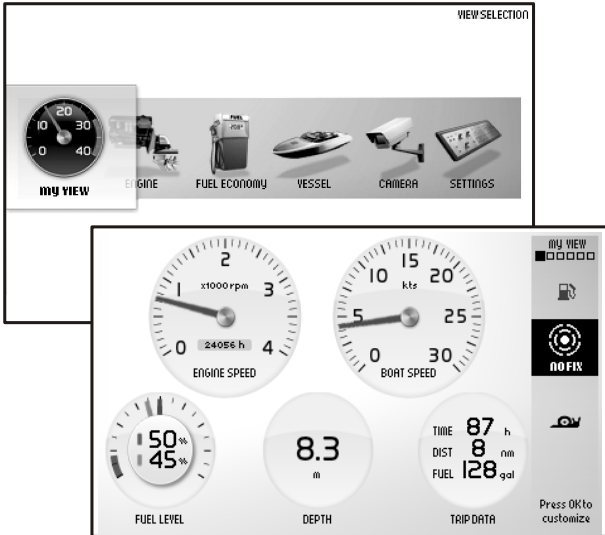 VIEW SELECTION
20
10 30
0 40
MY VIEW
ENGINE
FUEL ECONOMY
VESSEL
CAMERA
SETTINGS
MY VIEW
2
x1000 rpm
1 3
0 4
24056 h
ENGINE SPEED
15
10 20
kts
5 25
0 30
BOAT SPEED
NO FIX
50%
45%
FUEL LEVEL
8.3
m
DEPTH
TIME 87 h
DIST 8 nm
FUEL 128 gal
TRIP DATA
Press OK to
customize